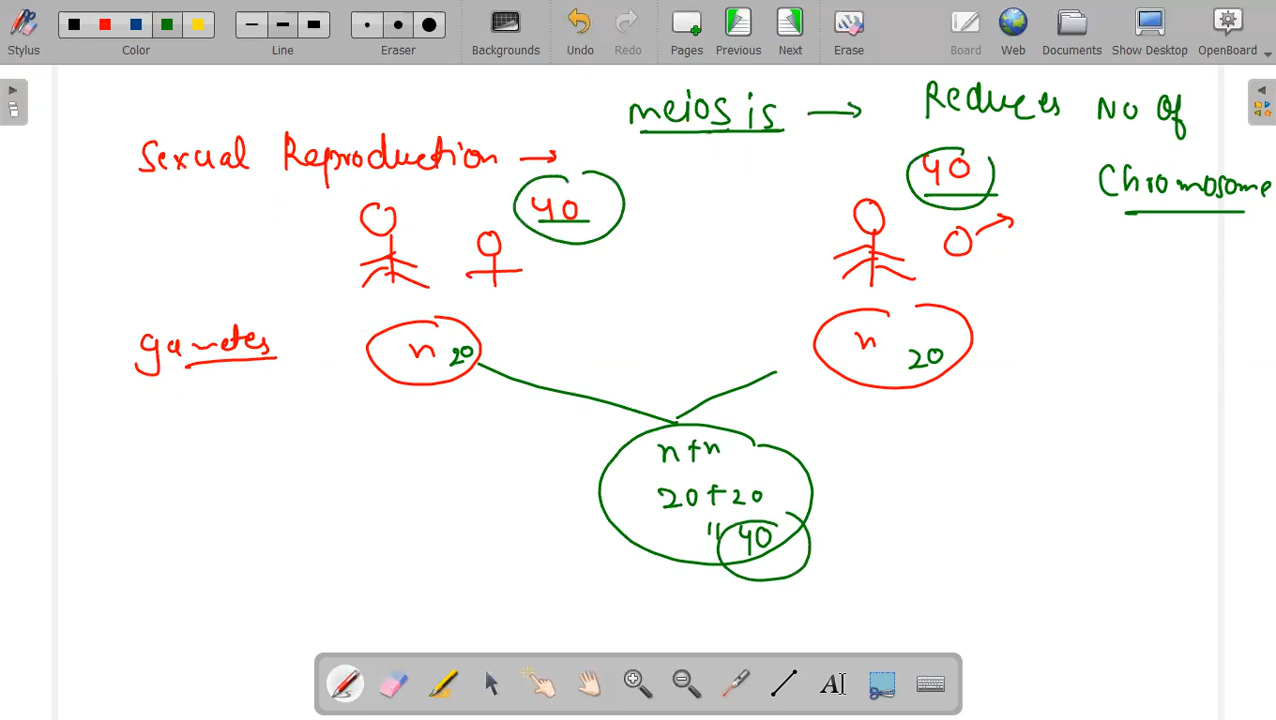 Stylus
Color
Line
Eraser
Backgrounds
Undo
Redo
Pages
Previous
Next
Erase
Board
Web
Documents
Show Desktop
OpenBoard
meiosis → Reduces No Of
Chromosome
Sexual Reproduction →
40
40
gametes
n 20
n 20
n+n
20+20
" 40
AI